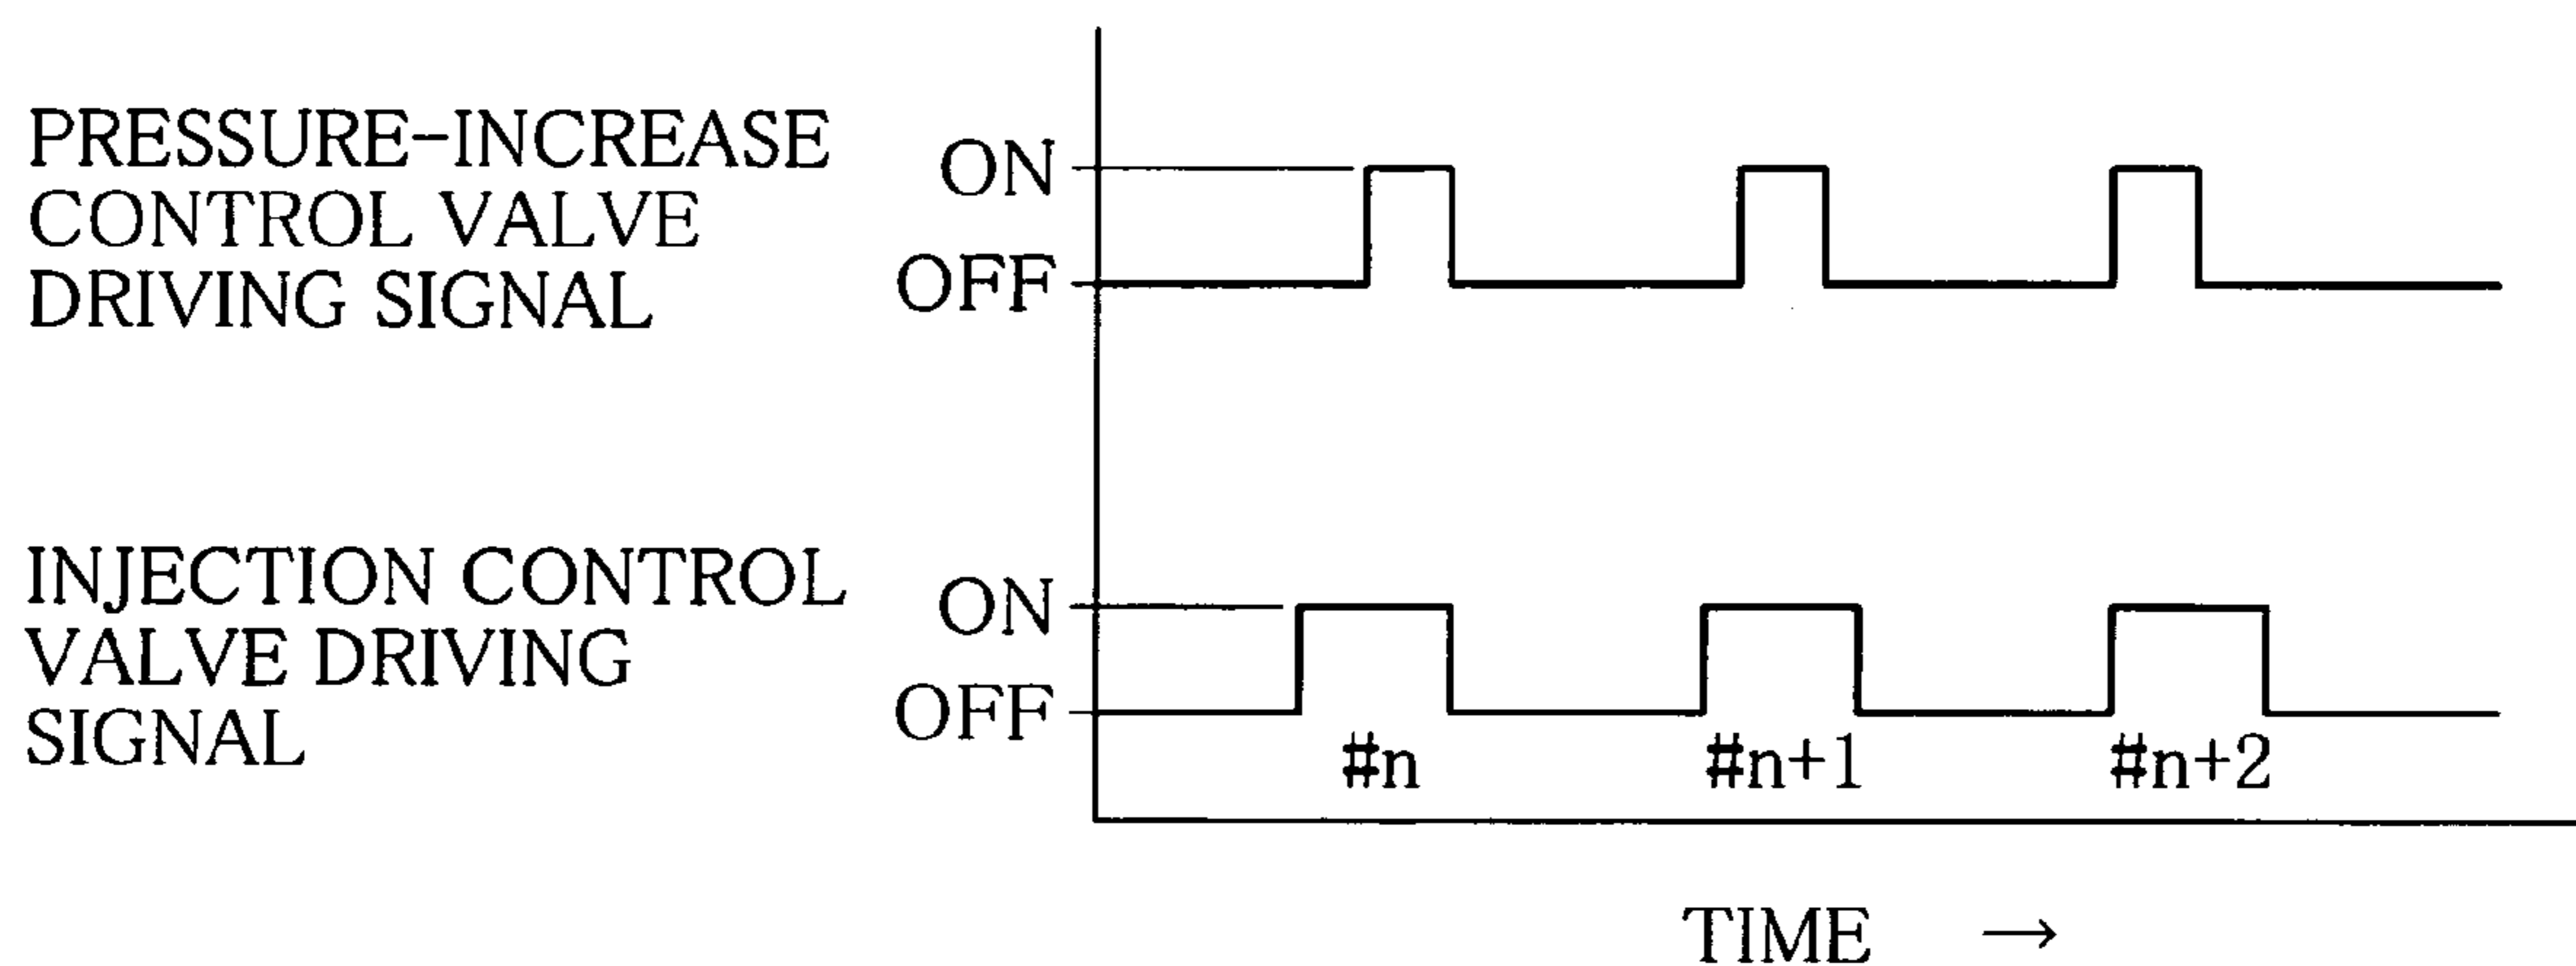 PRESSURE-INCREASE
CONTROL VALVE
DRIVING SIGNAL
ON
OFF
INJECTION CONTROL
VALVE DRIVING
SIGNAL
ON
OFF
#n
#n+1
#n+2
TIME →